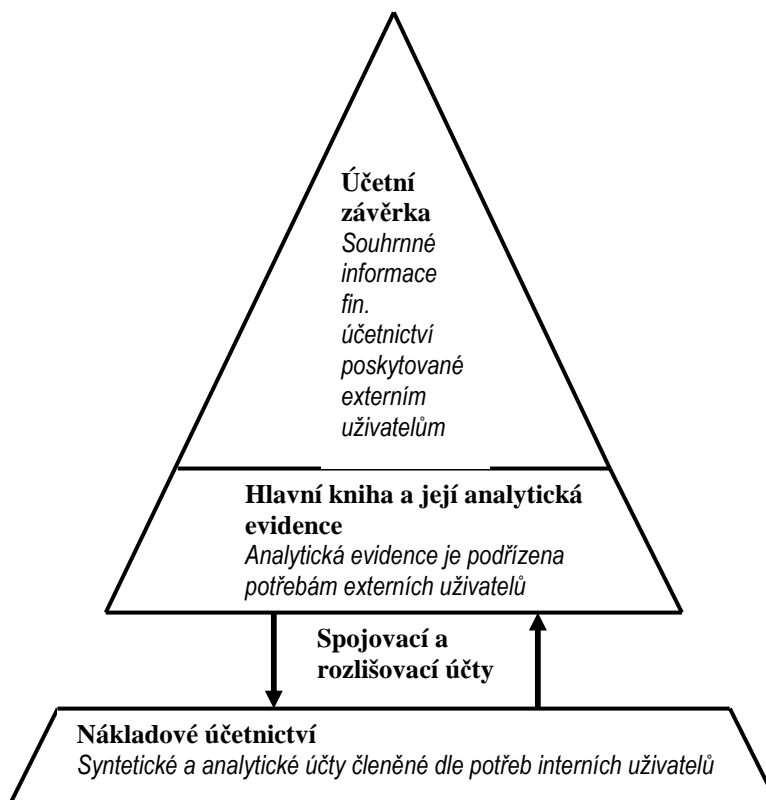 Účetní
závěrka
Souhrnné
informace
fin.
účetnictví
poskytované
externím
uživatelům
Hlavní kniha a její analytická
evidence
Analytická evidence je podřízena
potřebám externích uživatelů
Spojovací a
rozlišovací účty
Nákladové účetnictví
Syntetické a analytické účty členěné dle potřeb interních uživatelů